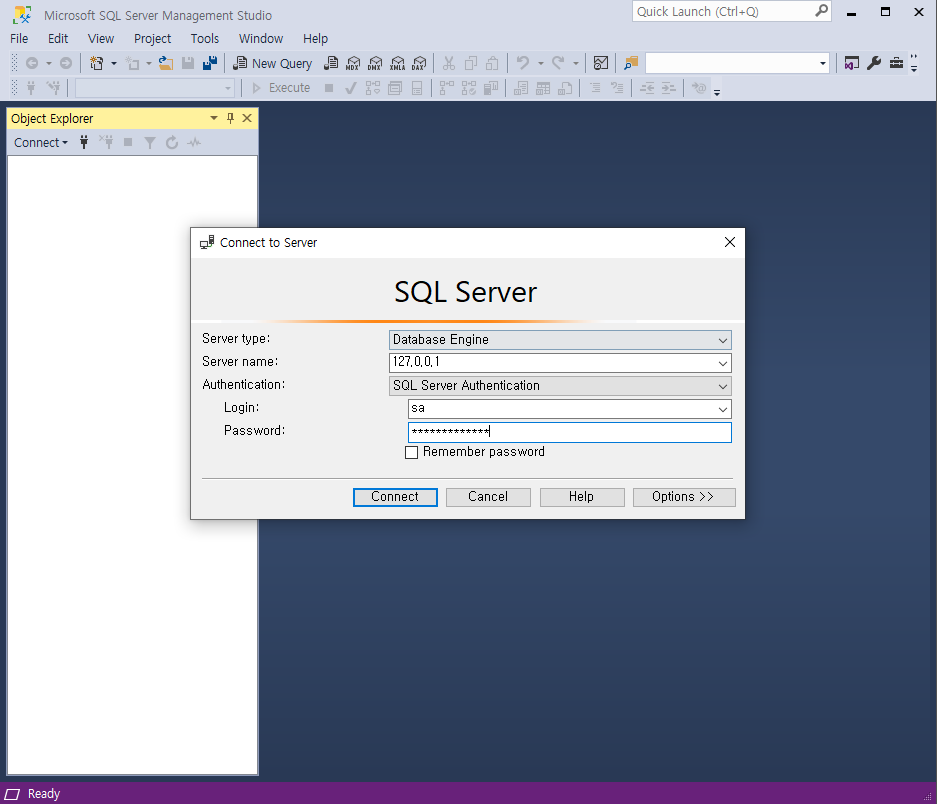 Microsoft SQL Server Management Studio
Quick Launch (Ctrl+Q)
File Edit View Project Tools Window Help
New Query MDX DMX XMLA DAX
Execute
Object Explorer
Connect
Connect to Server
SQL Server
Server type: Database Engine
Server name: 127.0.0.1
Authentication: SQL Server Authentication
Login: sa
Password: *************
Remember password
Connect Cancel Help Options >>
Ready